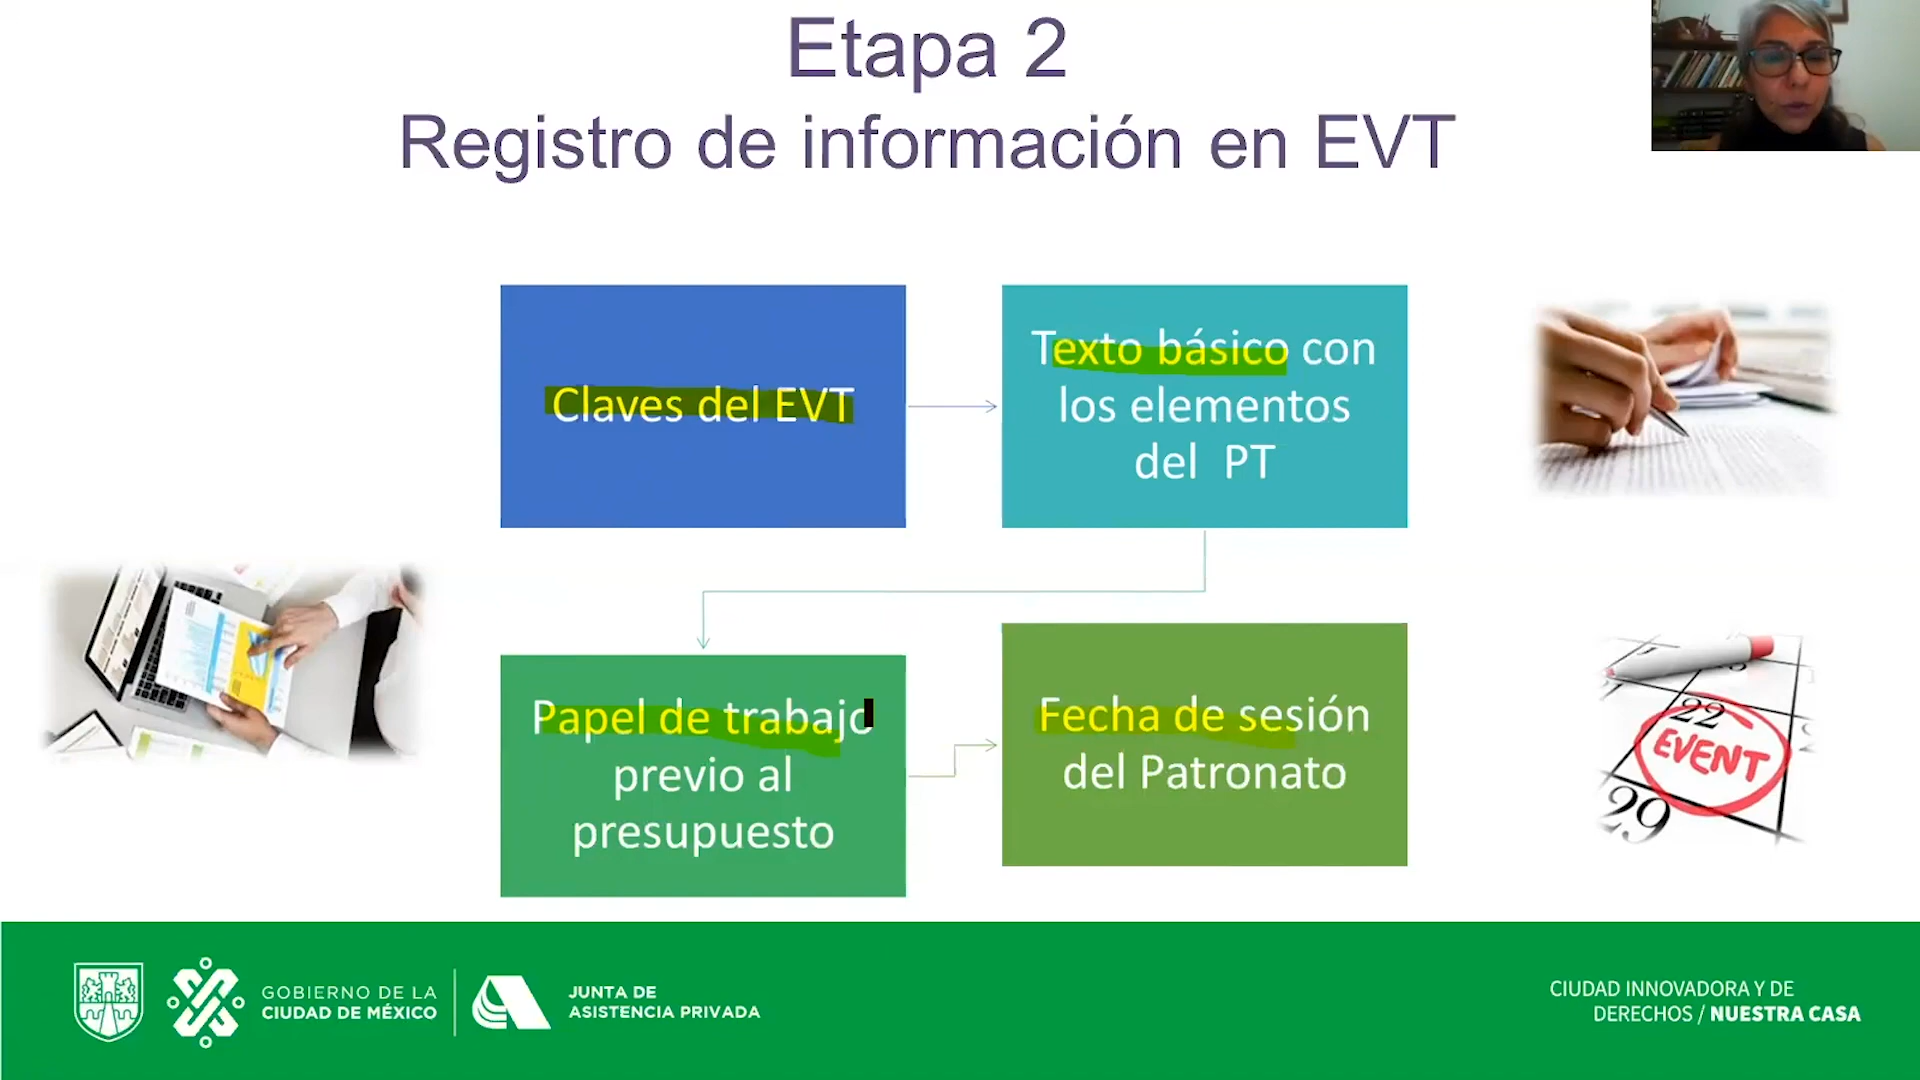 Etapa 2
Registro de información en EVT
Claves del EVT
Texto básico con
los elementos
del PT
Papel de trabajo
previo al
presupuesto
Fecha de sesión
del Patronato
22
EVENT
29
GOBIERNO DE LA
CIUDAD DE MÉXICO
JUNTA DE
ASISTENCIA PRIVADA
CIUDAD INNOVADORA Y DE
DERECHOS / NUESTRA CASA